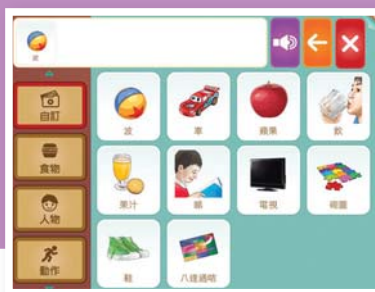 波
自訂
食物
人物
動作
波
車
蘋果
飲
果汁
睇
電視
砌圖
鞋
八達通咭